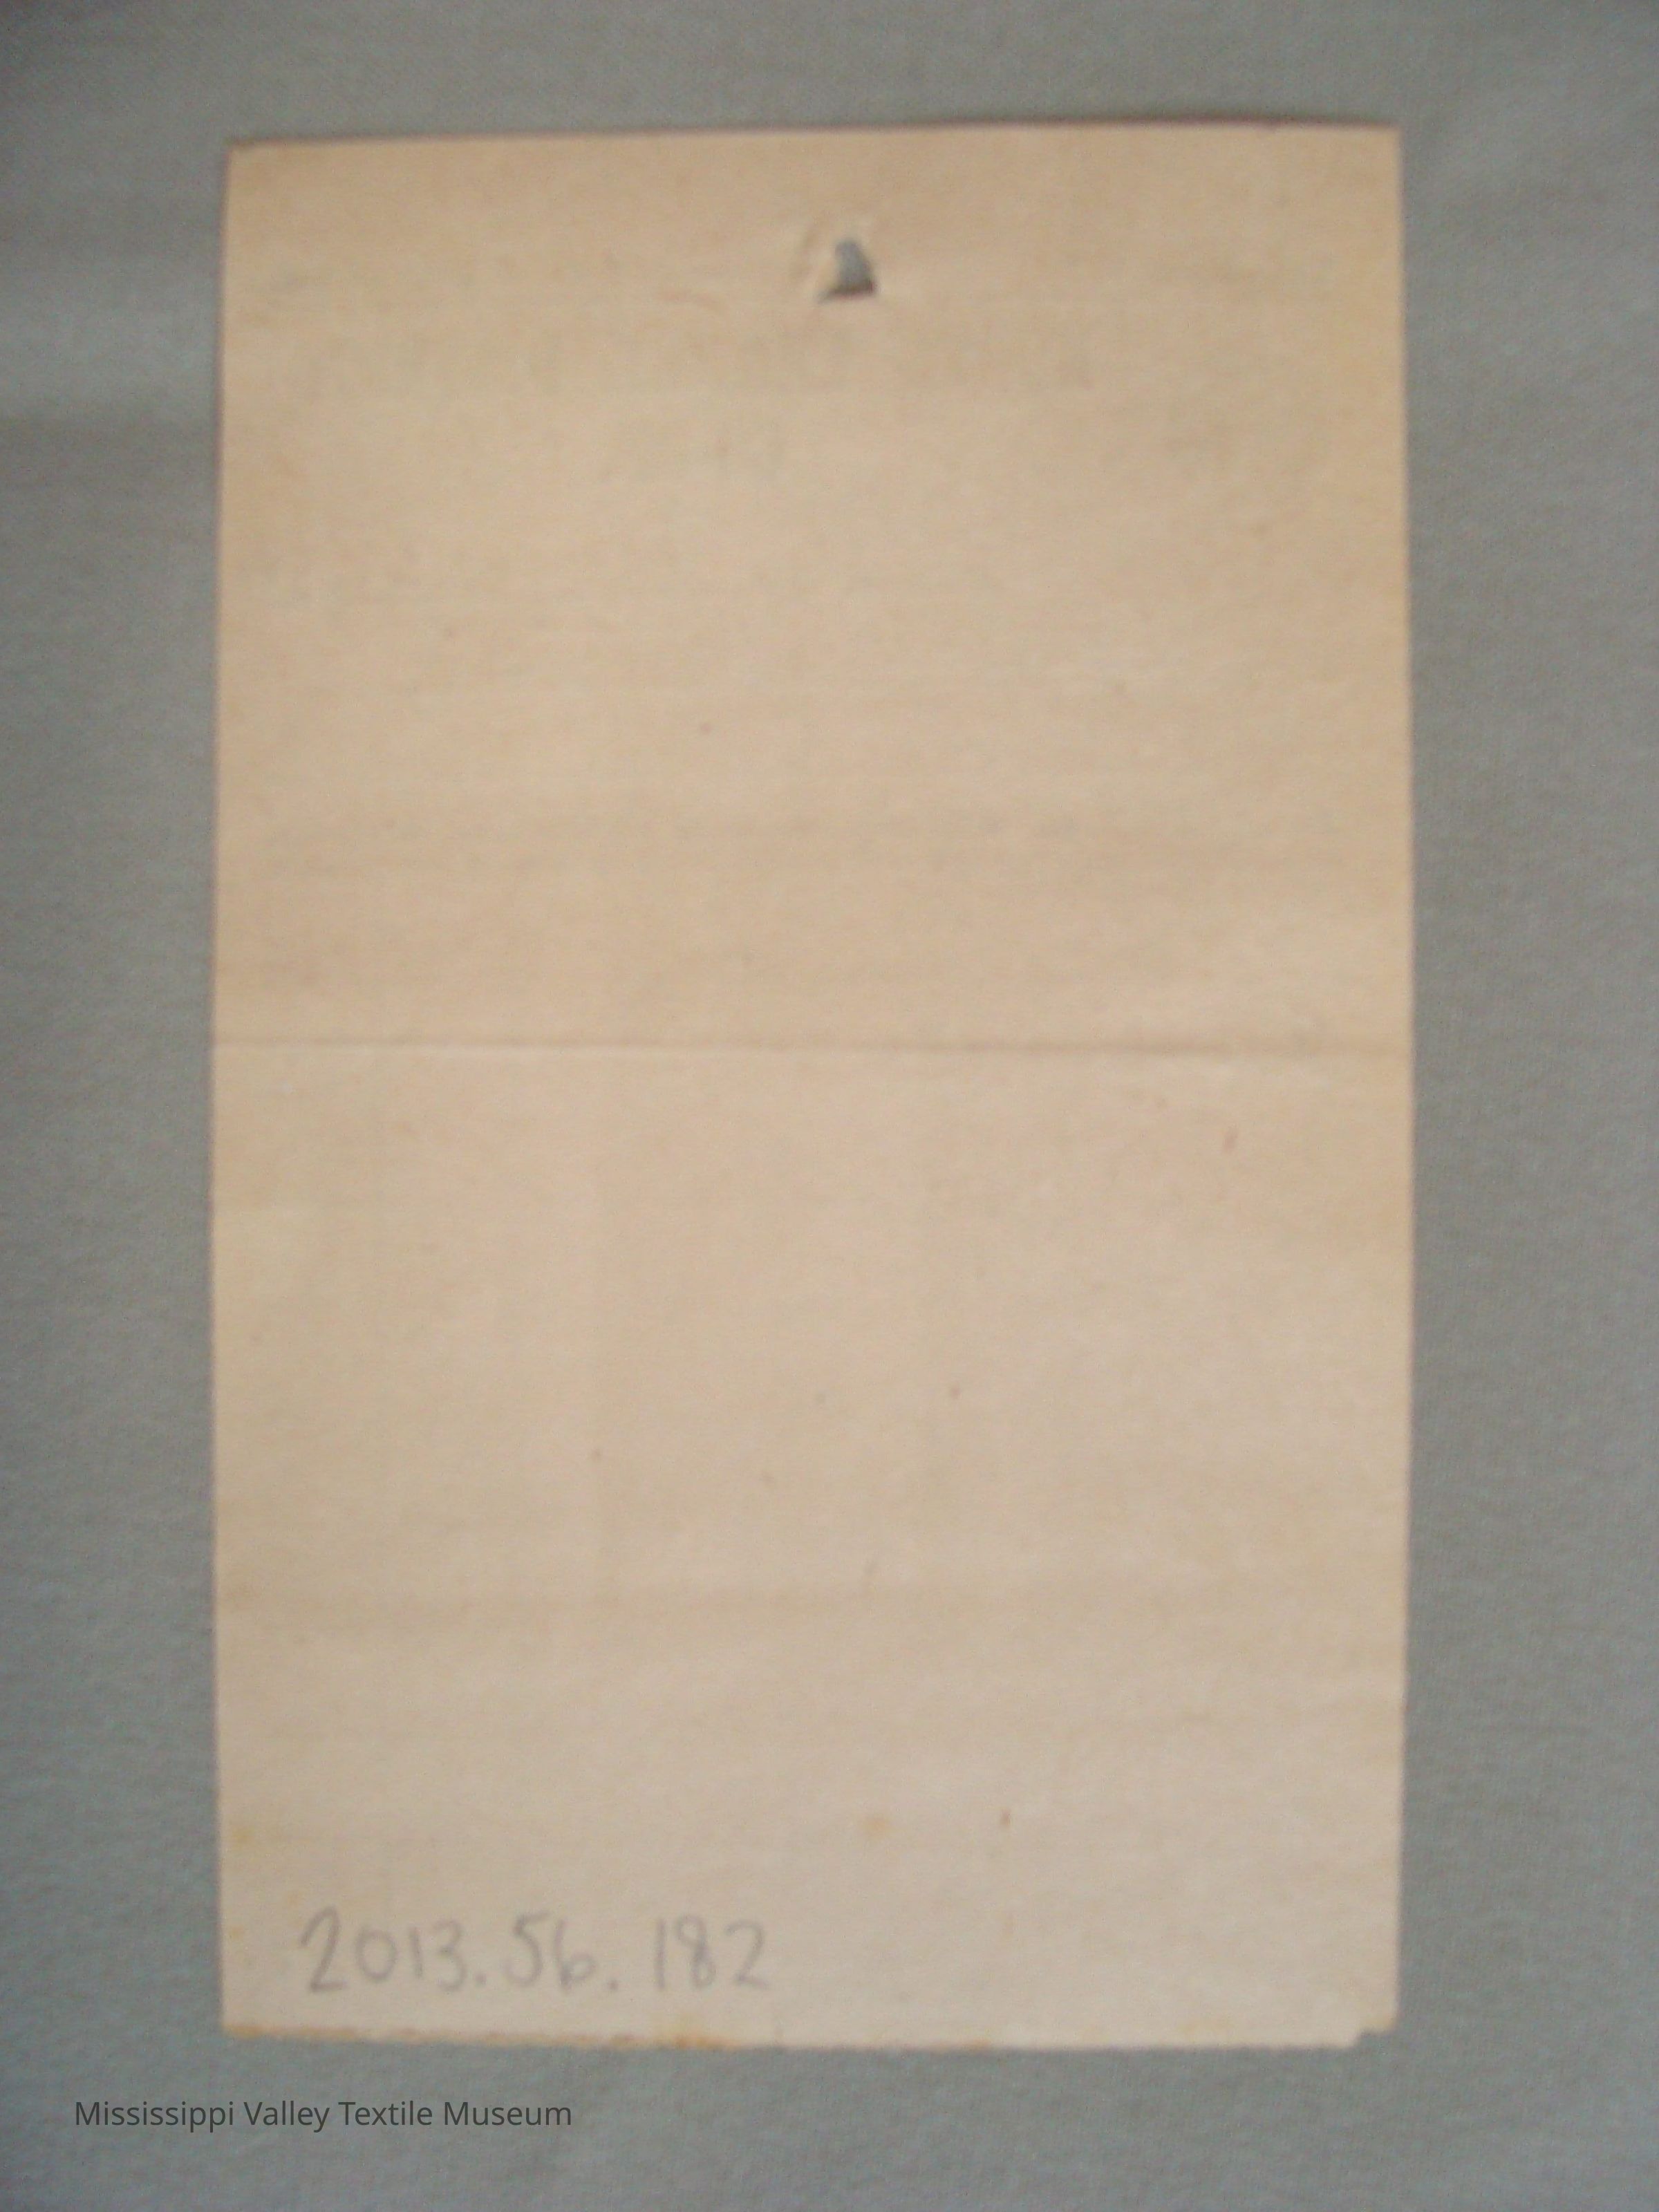 2013.56.182
Mississippi Valley Textile Museum